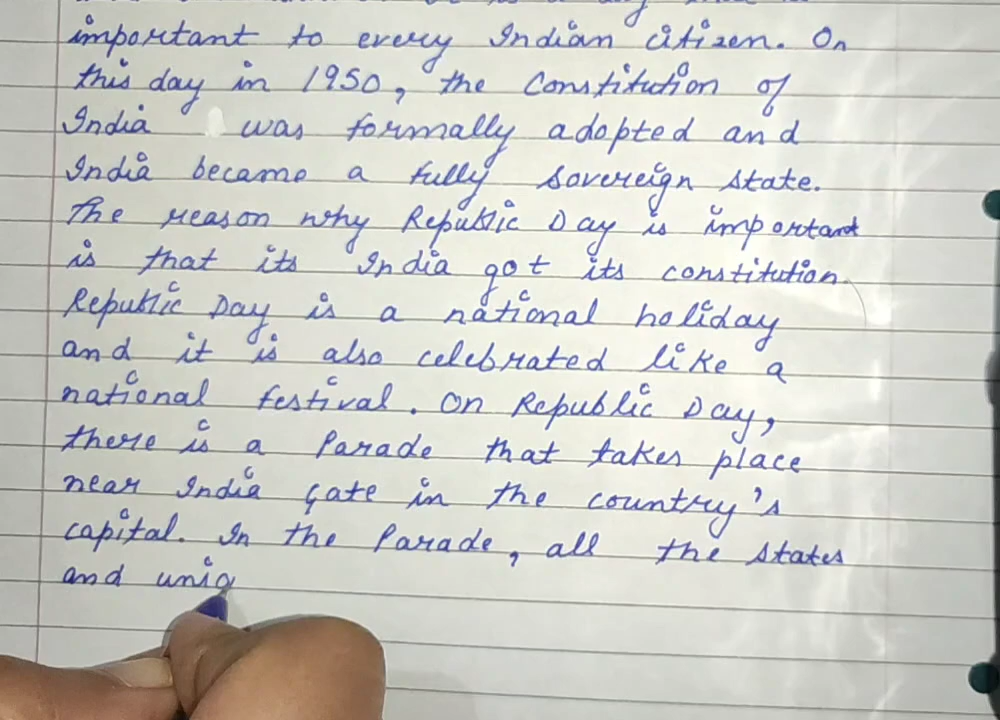 important to every Indian citizen. On
this day in 1950, the Constitution of
India was formally adopted and
India became a fully sovereign state.
The reason why Republic Day is important
is that its India got its constitution.
Republic Day is a national holiday
and it is also celebrated like a
national festival. On Republic Day,
there is a Parade that takes place
near India Gate in the country's
capital. In the Parade, all the states
and unio